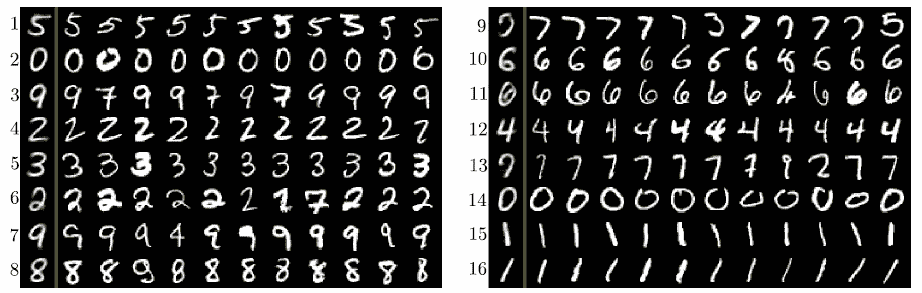 1 5 5 5 5 5 5 5 5 5 5 5 5
2 0 0 0 0 0 0 0 0 0 0 0 6
3 9 9 7 9 9 7 9 7 9 9 9 9
4 2 2 2 2 2 2 2 2 2 2 2 2
5 3 3 3 3 3 3 3 3 3 3 3 3
6 2 2 2 2 2 2 2 1 7 2 2 2
7 9 9 9 9 4 9 9 9 9 9 9 9
8 8 8 8 9 8 8 8 8 8 8 8 8
9 7 7 7 7 7 3 7 7 7 7 5
10 6 6 6 6 6 6 6 6 8 6 6 6
11 6 6 6 6 6 6 6 6 6 6
12 4 4 4 4 4 4 4 4 4 4 4 4
13 7 7 7 7 7 7 7 9 2 7 7
14 0 0 0 0 0 0 0 0 0 0 0 0
15 1 1 1 1 1 1 1 1 1 1 1 1
16 1 1 1 1 1 1 1 1 1 1 1 1